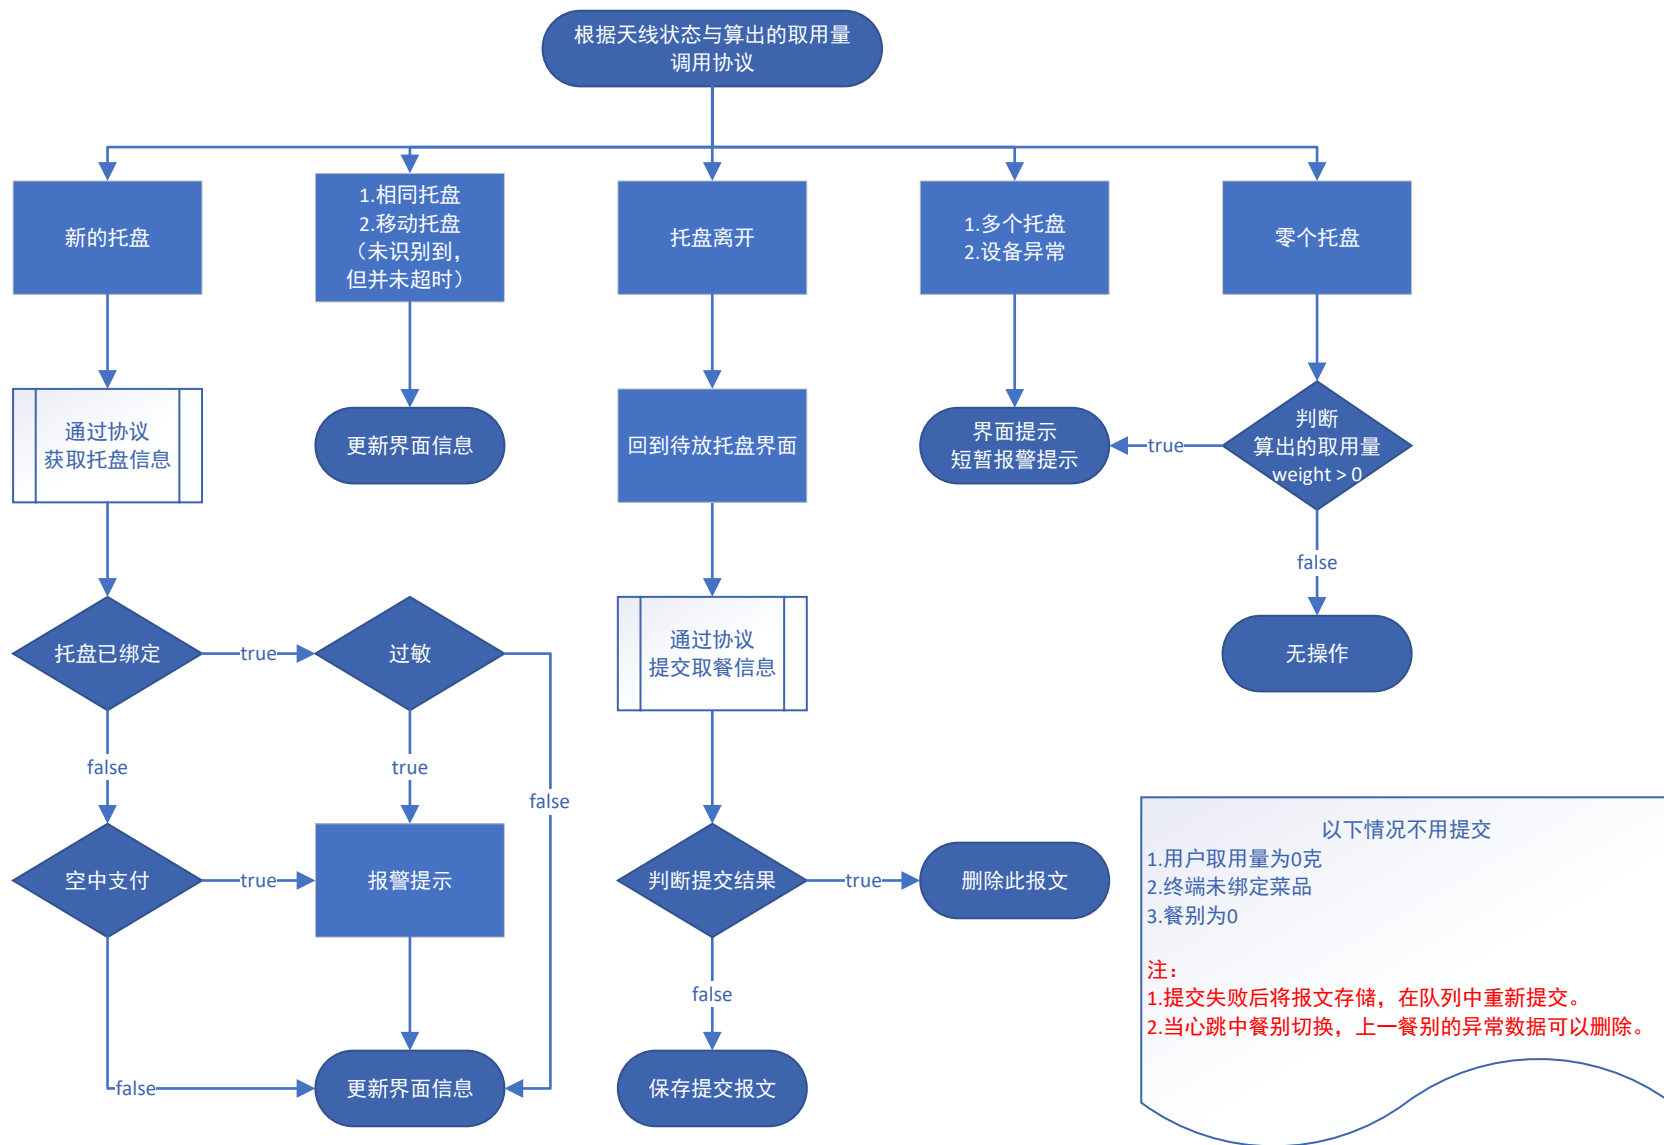 根据天线状态与算出的取用量
调用协议
新的托盘
1.相同托盘
2.移动托盘
（未识别到，
但并未超时）
托盘离开
1.多个托盘
2.设备异常
零个托盘
通过协议
获取托盘信息
更新界面信息
回到待放托盘界面
界面提示
短暂报警提示
true
判断
算出的取用量
weight > 0
false
无操作
托盘已绑定
true
过敏
通过协议
提交取餐信息
false
true
false
空中支付
true
报警提示
判断提交结果
true
删除此报文
false
false
更新界面信息
保存提交报文
以下情况不用提交
1.用户取用量为0克
2.终端未绑定菜品
3.餐别为0
注：
1.提交失败后将报文存储，在队列中重新提交。
2.当心跳中餐别切换，上一餐别的异常数据可以删除。